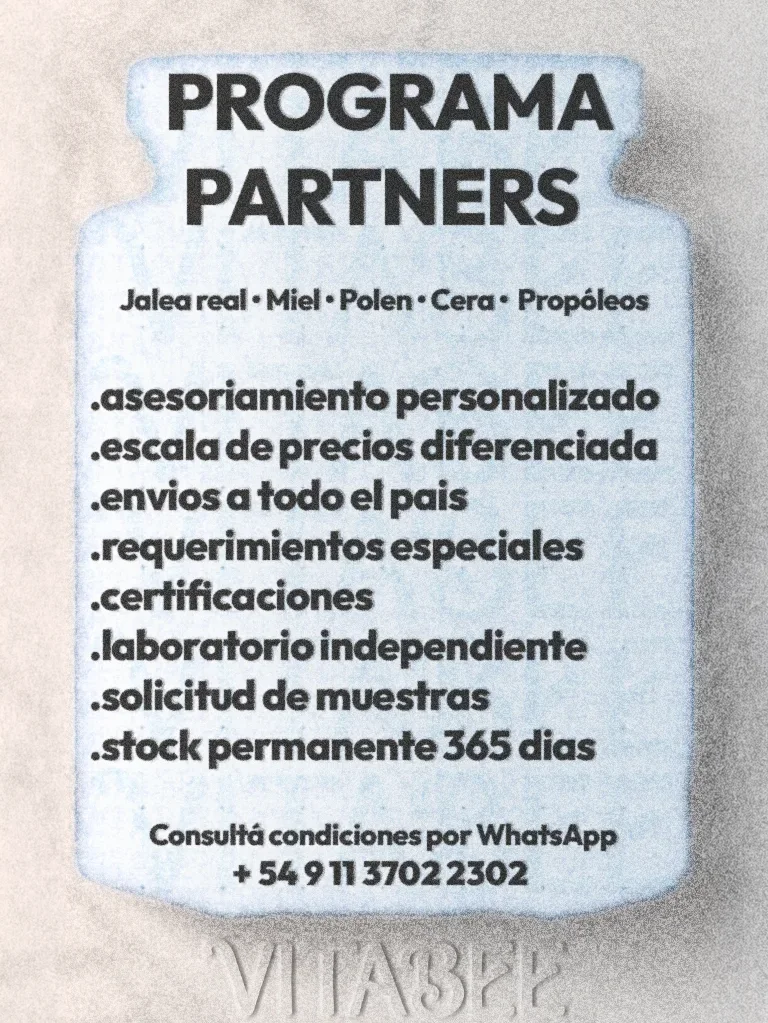 PROGRAMA
PARTNERS
Jalea real • Miel • Polen • Cera • Propóleos
.asesoriamiento personalizado
.escala de precios diferenciada
.envios a todo el pais
.requerimientos especiales
.certificaciones
.laboratorio independiente
.solicitud de muestras
.stock permanente 365 dias
Consultá condiciones por WhatsApp
+ 54 9 11 3702 2302
VITABEE